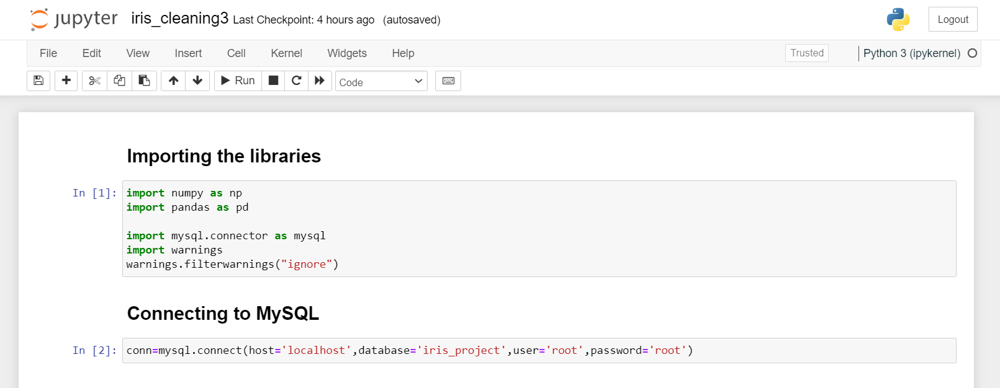 jupyter iris_cleaning3 Last Checkpoint: 4 hours ago (autosaved) Logout
File Edit View Insert Cell Kernel Widgets Help Trusted Python 3 (ipykernel)
Run Code
Importing the libraries
In [1]: import numpy as np
import pandas as pd
import mysql.connector as mysql
import warnings
warnings.filterwarnings("ignore")
Connecting to MySQL
In [2]: conn=mysql.connect(host='localhost',database='iris_project',user='root',password='root')